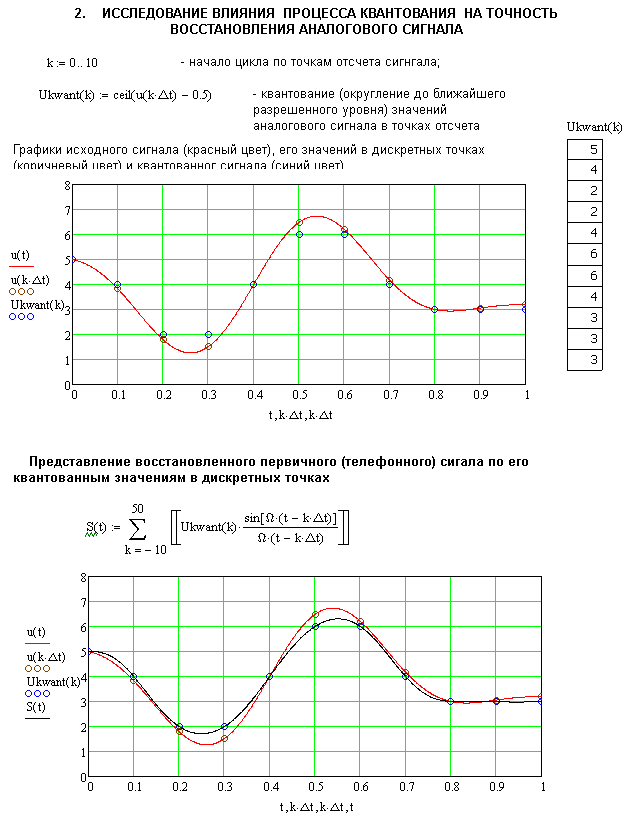 2. ИССЛЕДОВАНИЕ ВЛИЯНИЯ ПРОЦЕССА КВАНТОВАНИЯ НА ТОЧНОСТЬ
ВОССТАНОВЛЕНИЯ АНАЛОГОВОГО СИГНАЛА
k := 0.. 10 - начало цикла по точкам отсчета сигнгала;
Ukwant(k) := ceil(u(k·Δt) − 0.5) - квантование (округление до ближайшего
разрешенного уровня) значений
аналогового сигнала в точках отсчета
Ukwant(k)
5
4
2
2
4
6
6
4
3
3
3
Графики исходного сигнала (красный цвет), его значений в дискретных точках
(коричневый цвет) и квантованног сигнала (синий цвет)
8
7
6
5
4
3
2
1
0
u(t)
u(k·Δt)
Ukwant(k)
0 0.1 0.2 0.3 0.4 0.5 0.6 0.7 0.8 0.9 1
t,k·Δt,k·Δt
Представление восстановленного первичного (телефонного) сигала по его
квантованным значениям в дискретных точках
50
S(t) := ∑ [[Ukwant(k)· sin[Ω·(t − k·Δt)]
Ω·(t − k·Δt) ]]
k = − 10
8
7
6
5
4
3
2
1
0
u(t)
u(k·Δt)
Ukwant(k)
S(t)
0 0.1 0.2 0.3 0.4 0.5 0.6 0.7 0.8 0.9 1
t,k·Δt,k·Δt,t